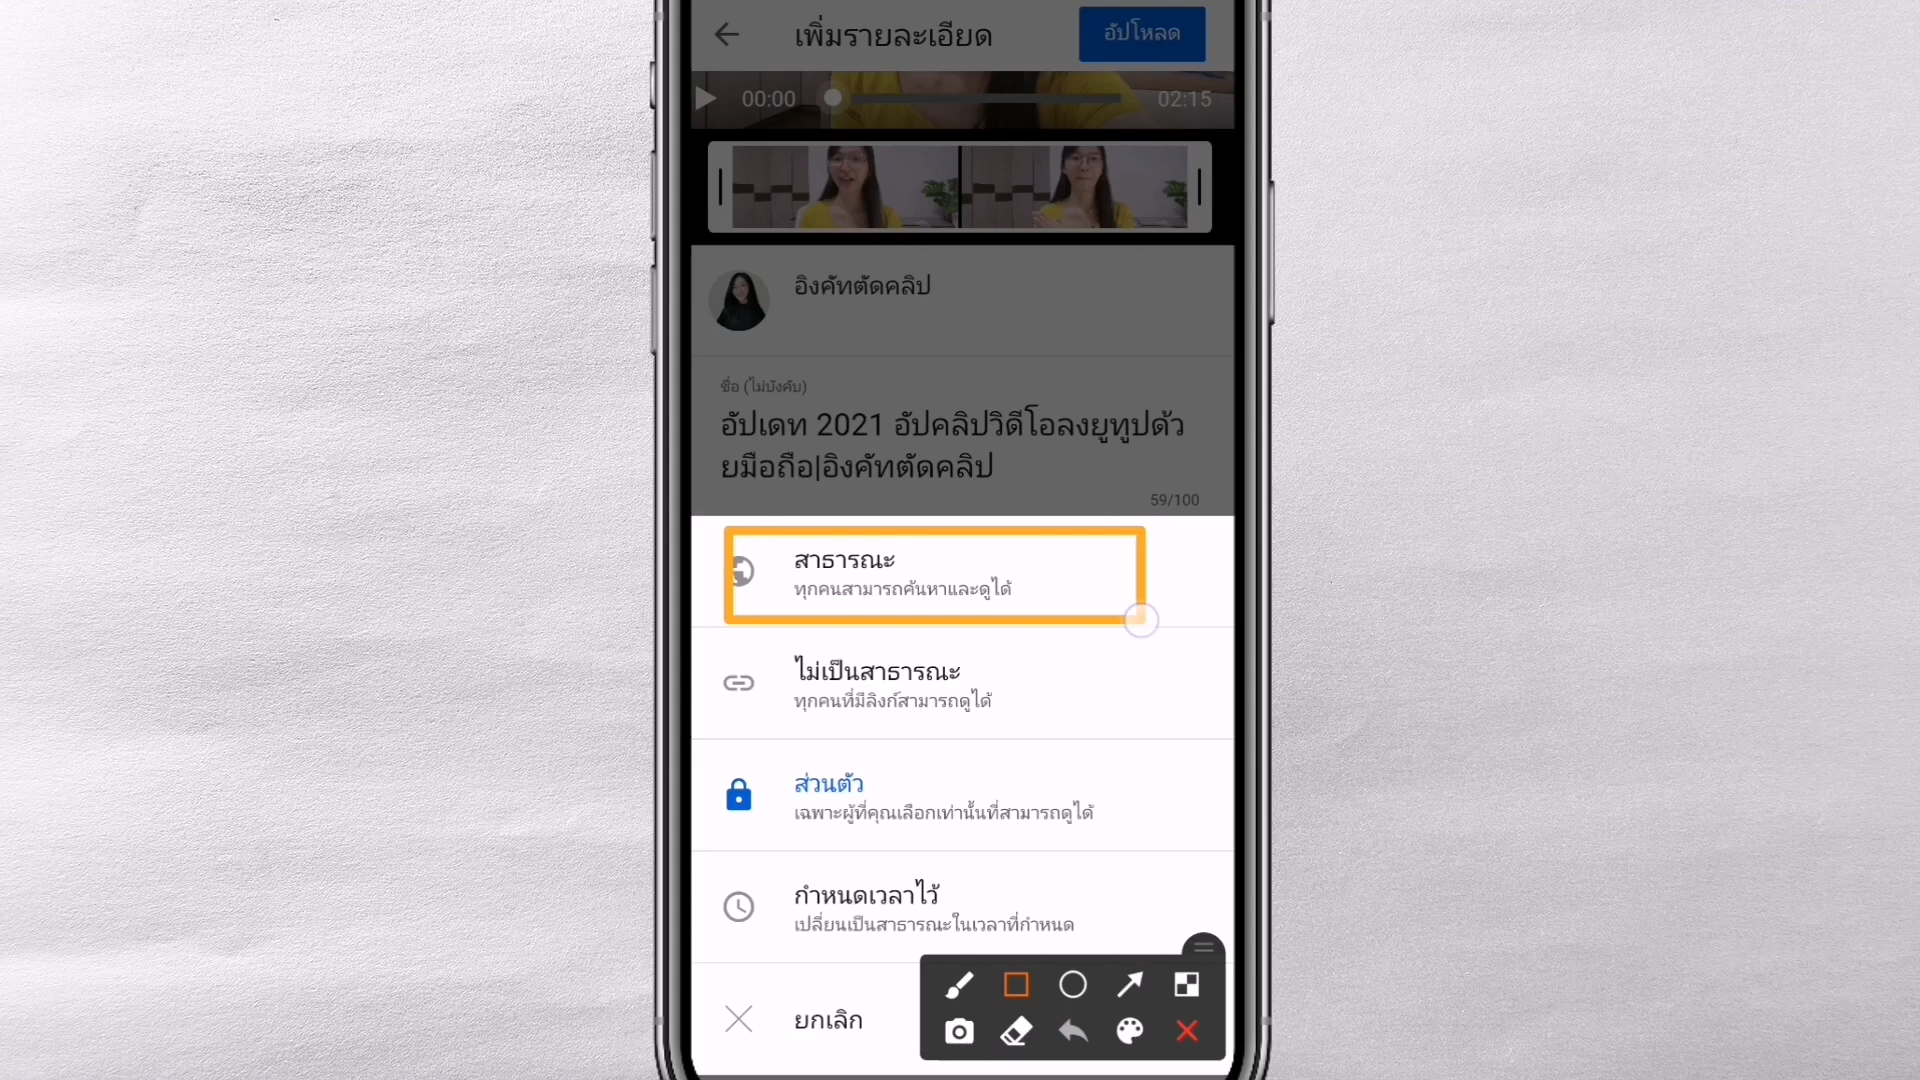 เพิ่มรายละเอียด
อัปโหลด
00:00
02:15
อิงคัทตัดคลิป
ชื่อ (ไม่บังคับ)
อัปเดท 2021 อัปคลิปวิดีโอลงยูทูปด้ว
ยมือถือ|อิงคัทตัดคลิป
59/100
สาธารณะ
ทุกคนสามารถค้นหาและดูได้
ไม่เป็นสาธารณะ
ทุกคนที่มีลิงก์สามารถดูได้
ส่วนตัว
เฉพาะผู้ที่คุณเลือกเท่านั้นที่สามารถดูได้
กำหนดเวลาไว้
เปลี่ยนเป็นสาธารณะในเวลาที่กำหนด
ยกเลิก